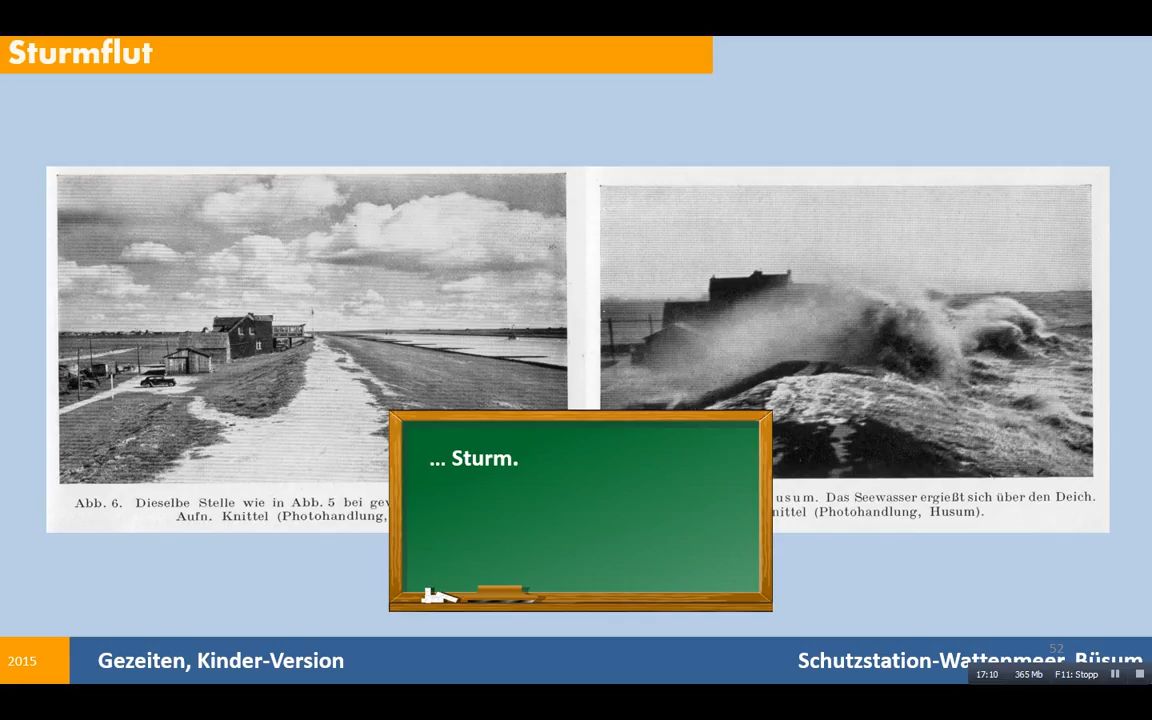 Sturmflut
Abb. 6. Dieselbe Stelle wie in Abb. 5 bei
Aufn. Knittel (Photohandlung,
usum. Das Seewasser ergießt sich über den Deich.
nittel (Photohandlung, Husum).
... Sturm.
2015
Gezeiten, Kinder-Version
52
Schutzstation-Wattenmeer, Büsum
17:10 365 Mb F11: Stopp